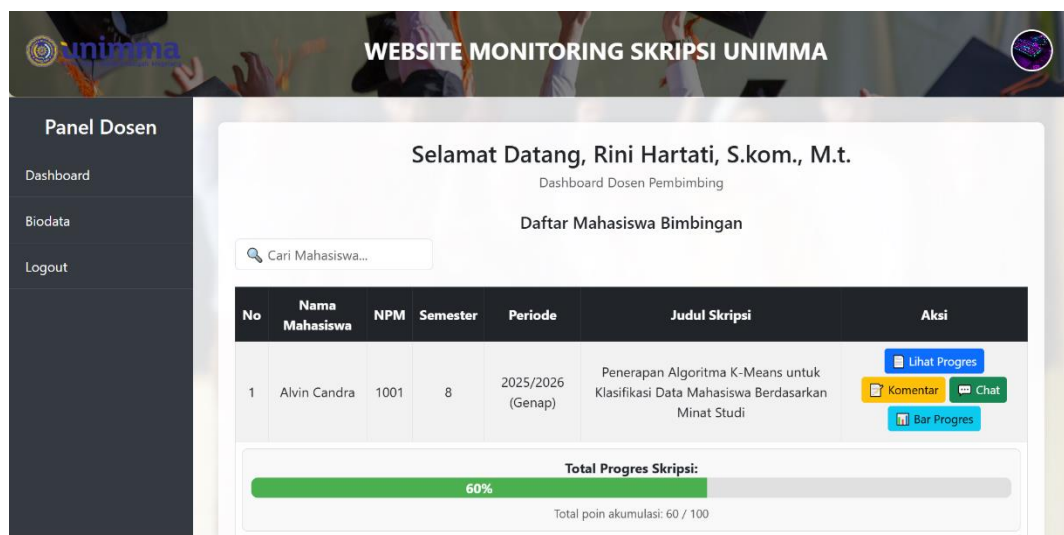 unimma
WEBSITE MONITORING SKRIPSI UNIMMA
Panel Dosen
Dashboard
Biodata
Logout
Selamat Datang, Rini Hartati, S.kom., M.t.
Dashboard Dosen Pembimbing
Daftar Mahasiswa Bimbingan
Cari Mahasiswa...
No Nama Mahasiswa NPM Semester Periode Judul Skripsi Aksi
1 Alvin Candra 1001 8 2025/2026 (Genap) Penerapan Algoritma K-Means untuk Klasifikasi Data Mahasiswa Berdasarkan Minat Studi
Lihat Progres
Komentar Chat
Bar Progres
Total Progres Skripsi:
60%
Total poin akumulasi: 60 / 100